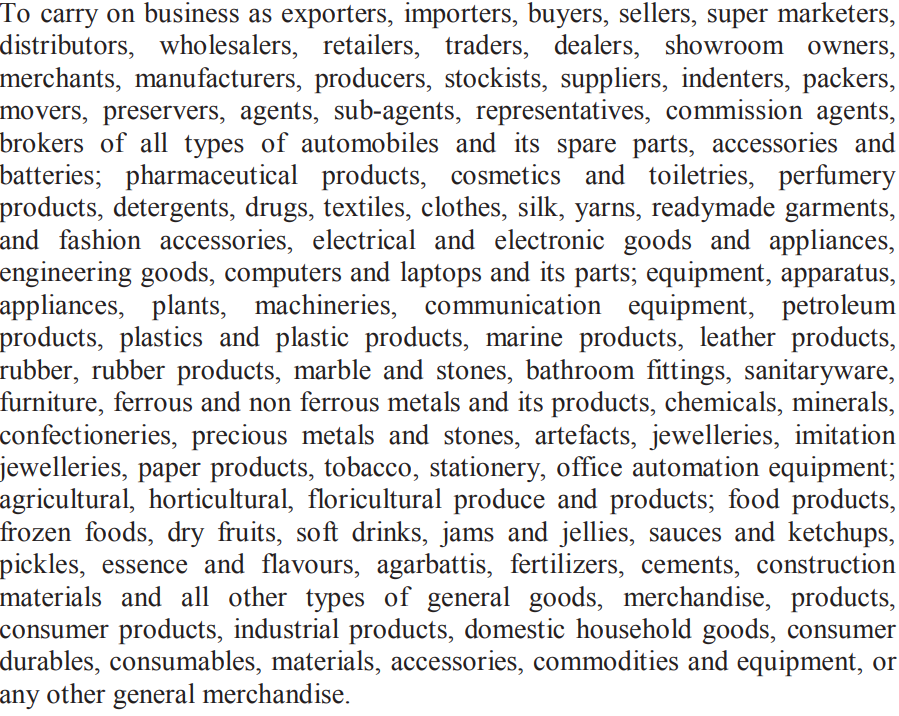 To carry on business as exporters, importers, buyers, sellers, super marketers,
distributors, wholesalers, retailers, traders, dealers, showroom owners,
merchants, manufacturers, producers, stockists, suppliers, indenters, packers,
movers, preservers, agents, sub-agents, representatives, commission agents,
brokers of all types of automobiles and its spare parts, accessories and
batteries; pharmaceutical products, cosmetics and toiletries, perfumery
products, detergents, drugs, textiles, clothes, silk, yarns, readymade garments,
and fashion accessories, electrical and electronic goods and appliances,
engineering goods, computers and laptops and its parts; equipment, apparatus,
appliances, plants, machineries, communication equipment, petroleum
products, plastics and plastic products, marine products, leather products,
rubber, rubber products, marble and stones, bathroom fittings, sanitaryware,
furniture, ferrous and non ferrous metals and its products, chemicals, minerals,
confectioneries, precious metals and stones, artefacts, jewelleries, imitation
jewelleries, paper products, tobacco, stationery, office automation equipment;
agricultural, horticultural, floricultural produce and products; food products,
frozen foods, dry fruits, soft drinks, jams and jellies, sauces and ketchups,
pickles, essence and flavours, agarbattis, fertilizers, cements, construction
materials and all other types of general goods, merchandise, products,
consumer products, industrial products, domestic household goods, consumer
durables, consumables, materials, accessories, commodities and equipment, or
any other general merchandise.